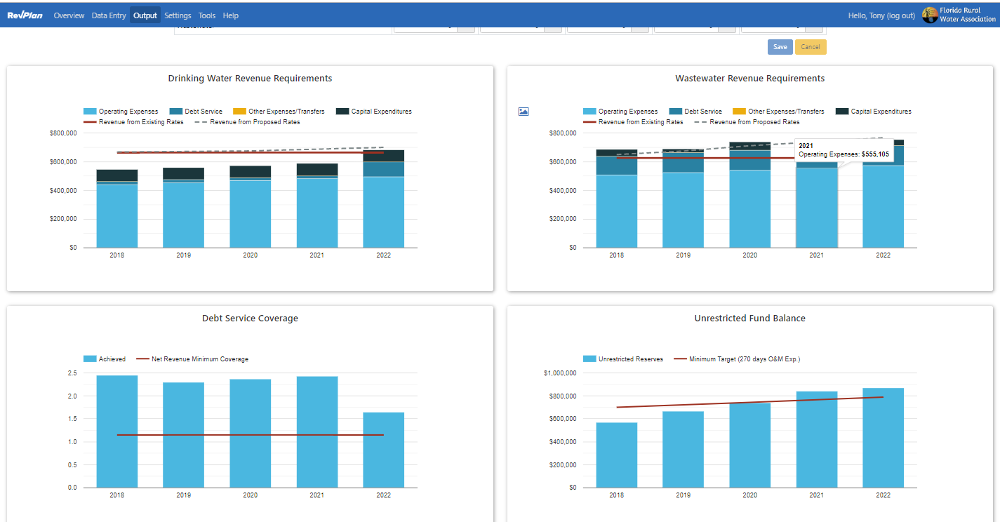 RevPlan Overview Data Entry Output Settings Tools Help Hello, Tony (log out) Florida Rural
Water Association
Save Cancel
Drinking Water Revenue Requirements
Operating Expenses Debt Service Other Expenses/Transfers Capital Expenditures
Revenue from Existing Rates Revenue from Proposed Rates
$800,000
$600,000
$400,000
$200,000
$0
2018 2019 2020 2021 2022
Wastewater Revenue Requirements
Operating Expenses Debt Service Other Expenses/Transfers Capital Expenditures
Revenue from Existing Rates Revenue from Proposed Rates
$800,000
2021
Operating Expenses: $555,105
$600,000
$400,000
$200,000
$0
2018 2019 2020 2021 2022
Debt Service Coverage
Achieved Net Revenue Minimum Coverage
2.5
2.0
1.5
1.0
0.5
0.0
2018 2019 2020 2021 2022
Unrestricted Fund Balance
Unrestricted Reserves Minimum Target (270 days O&M Exp.)
$1,000,000
$800,000
$600,000
$400,000
$200,000
$0
2018 2019 2020 2021 2022